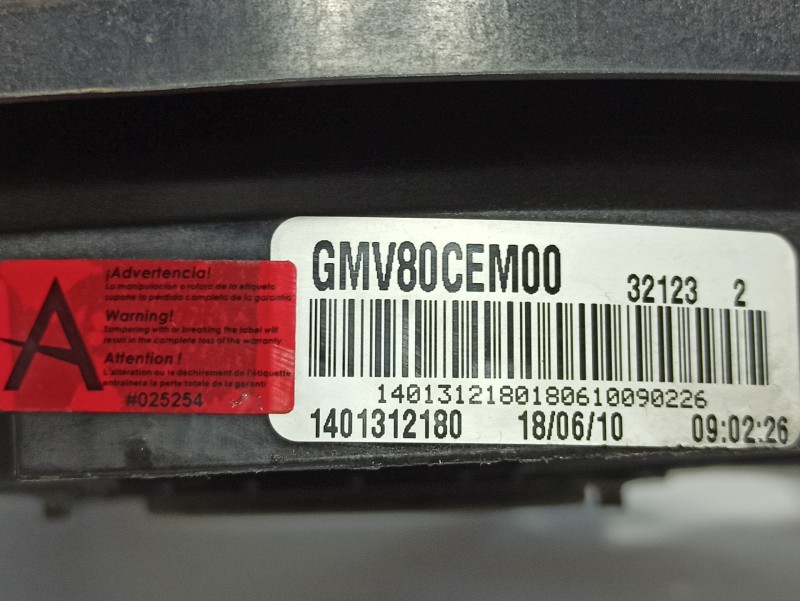 A
¡Advertencia!
La manipulación o rotura de la etiqueta
supone la pérdida completa de la garantía
Warning!
Tampering with or breaking the label will
result in the complete loss of the warranty
Attention !
L'altération ou le déchirement de l'étiquette
entraînera la perte totale de la garanti
#025254
GMV80CEM00
32123 2
1401312180180610090226
1401312180 18/06/10 09:02:26